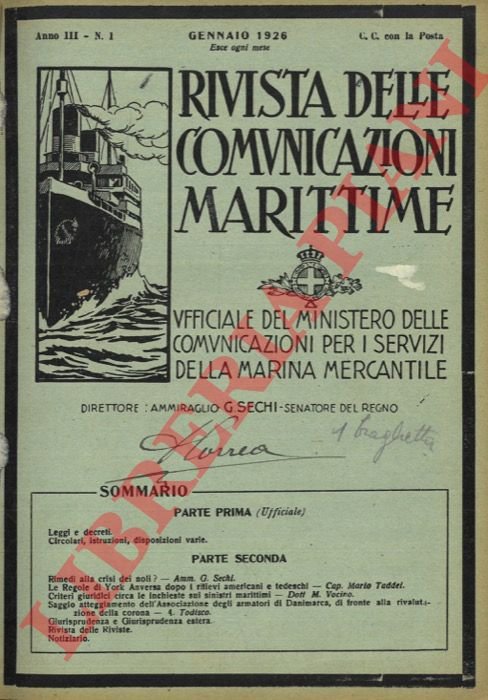 Anno III - N. 1
GENNAIO 1926
Esce ogni mese
C. C. con la Posta
RIVISTA DELLE
COMVNICAZIONI
MARITTIME
VFFICIALE DEL MINISTERO DELLE
COMVNICAZIONI PER I SERVIZI
DELLA MARINA MERCANTILE
DIRETTORE : AMMIRAGLIO G. SECHI - SENATORE DEL REGNO
1 braghetta
SOMMARIO
PARTE PRIMA (Ufficiale)
Leggi e decreti.
Circolari, istruzioni, disposizioni varie.
PARTE SECONDA
Rimedi alla crisi dei noli ? — Amm. G. Sechi.
Le Regole di York Anversa dopo i rilievi americani e tedeschi — Cap. Mario Taddei.
Criteri giuridici circa le inchieste sui sinistri marittimi — Dott M. Vocino.
Saggio atteggiamento dell'Associazione degli armatori di Danimarca, di fronte alla rivaluta-
zione della corona — A. Todisco.
Giurisprudenza e Giurisprudenza estera.
Rivista delle Riviste.
Notiziario.
LIBRERIA PIANI